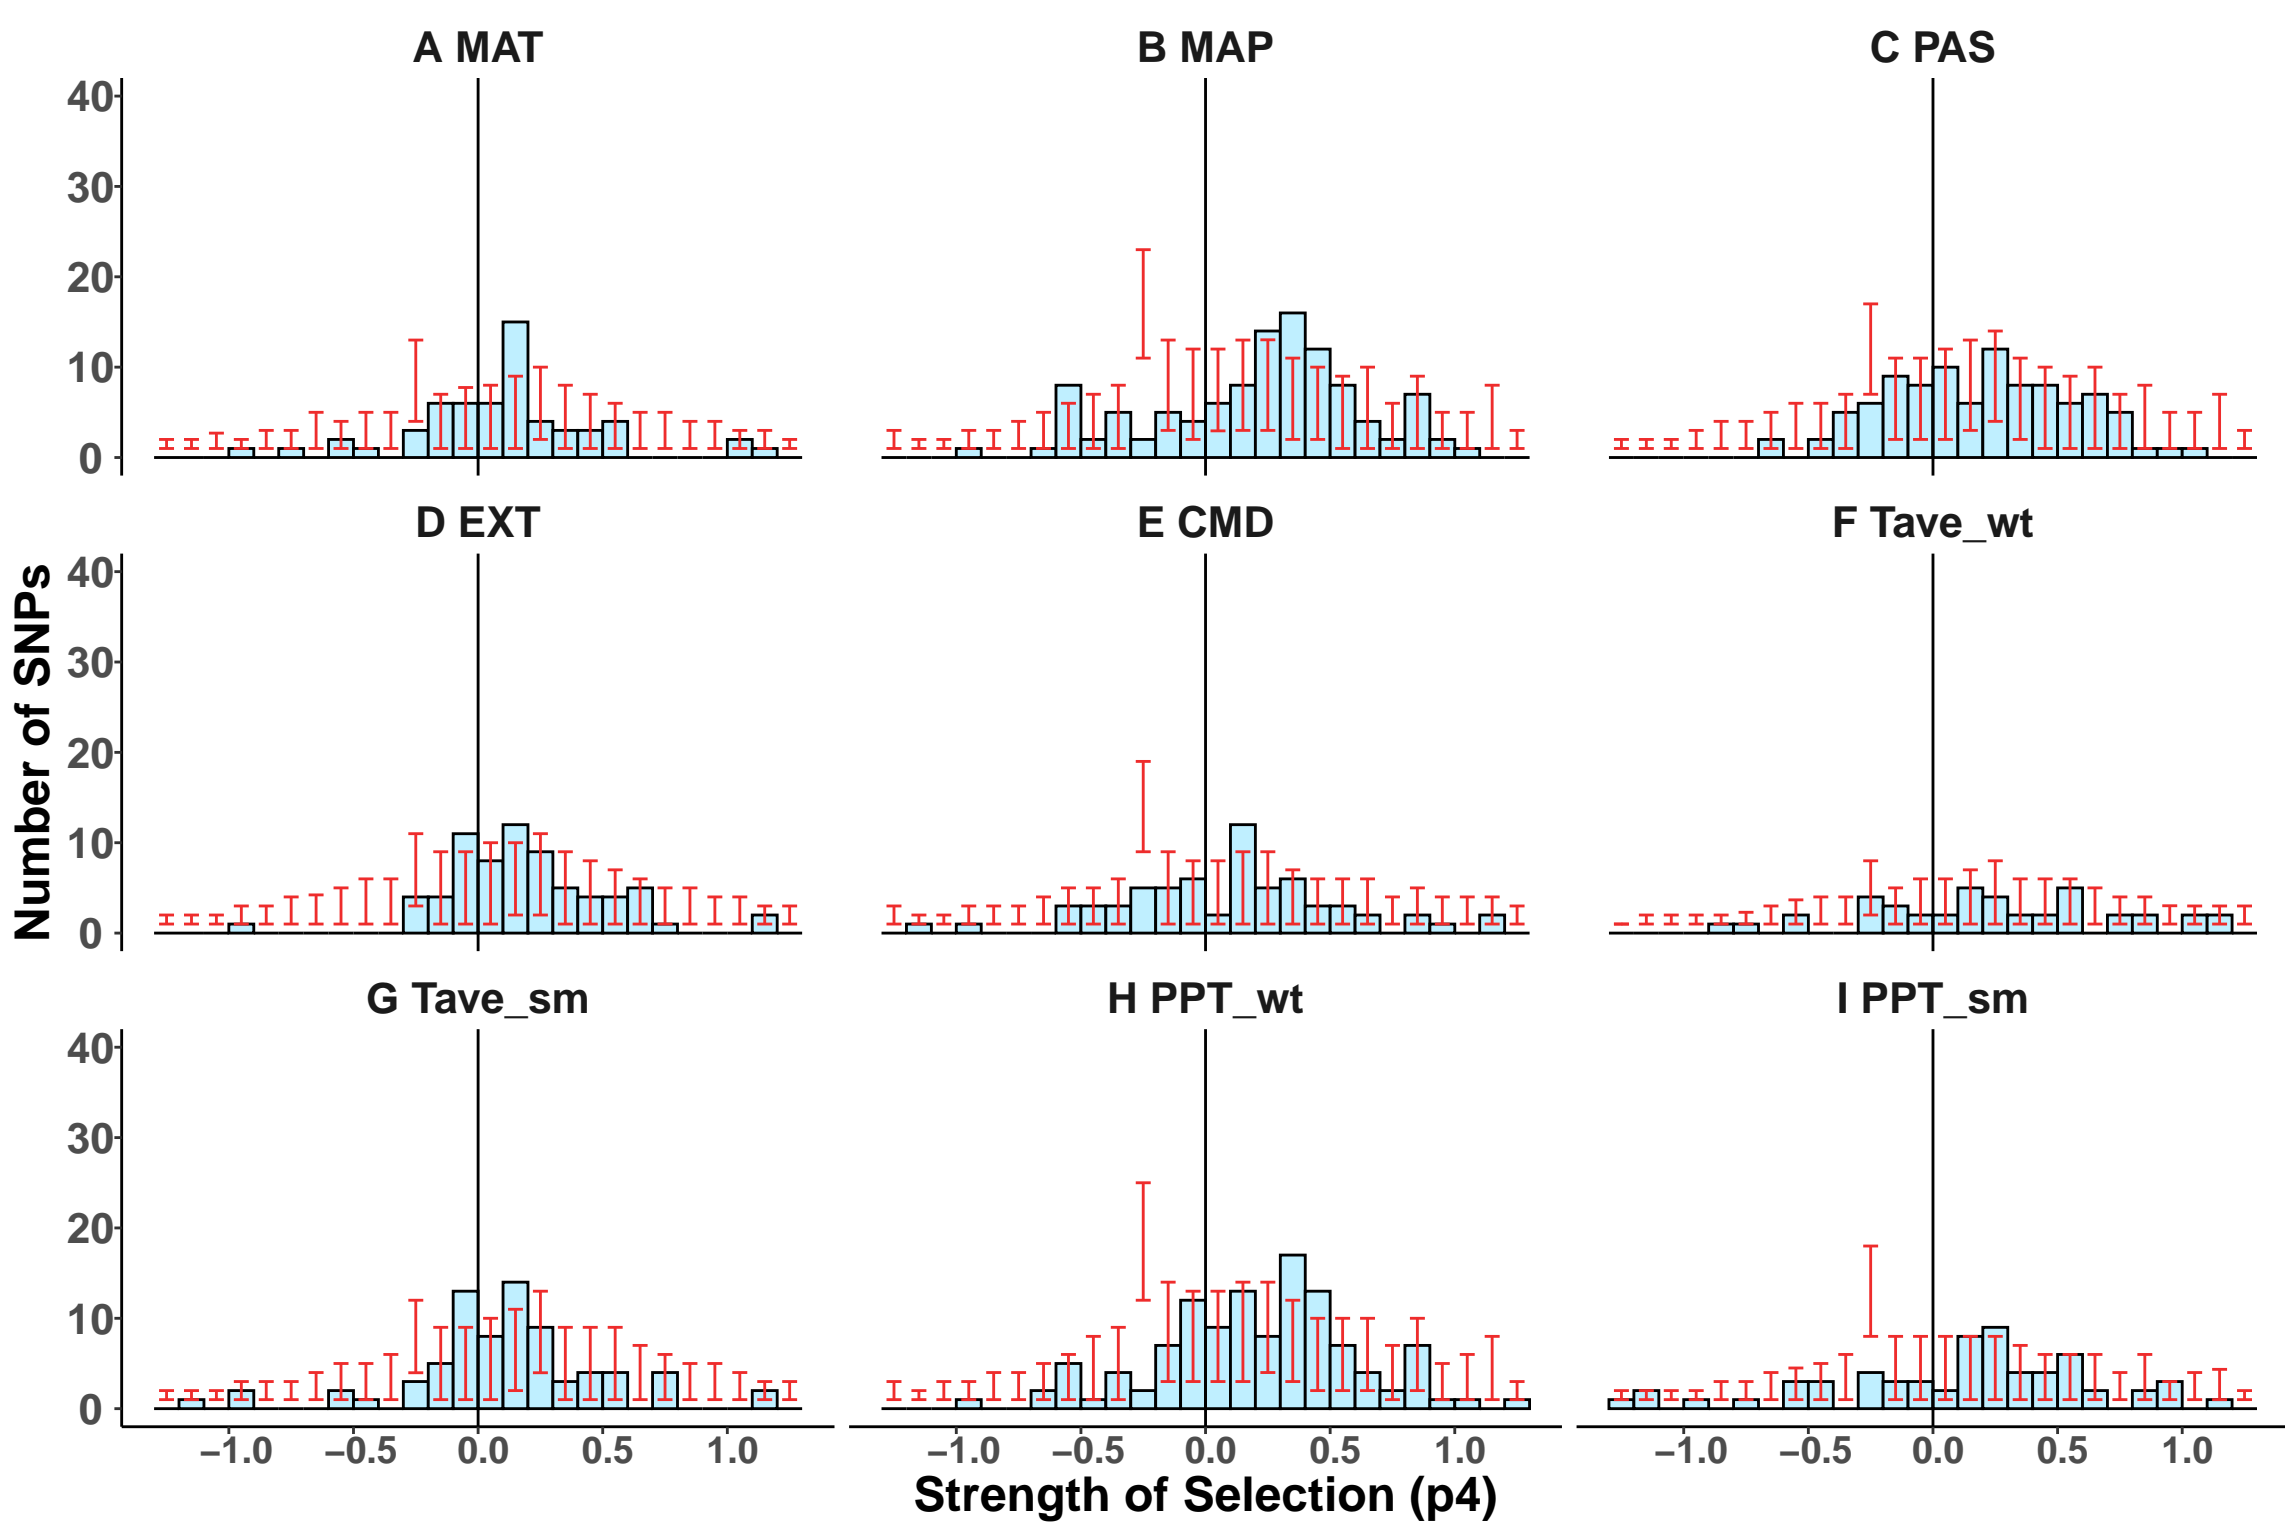 A MAT
B MAP
C PAS
40
30
20
10
0
D EXT
E CMD
F Tave_wt
Number of SNPs
40
30
20
10
0
G Tave_sm
H PPT_wt
I PPT_sm
40
30
20
10
0
−1.0 −0.5 0.0 0.5 1.0
−1.0 −0.5 0.0 0.5 1.0
−1.0 −0.5 0.0 0.5 1.0
Strength of Selection (p4)